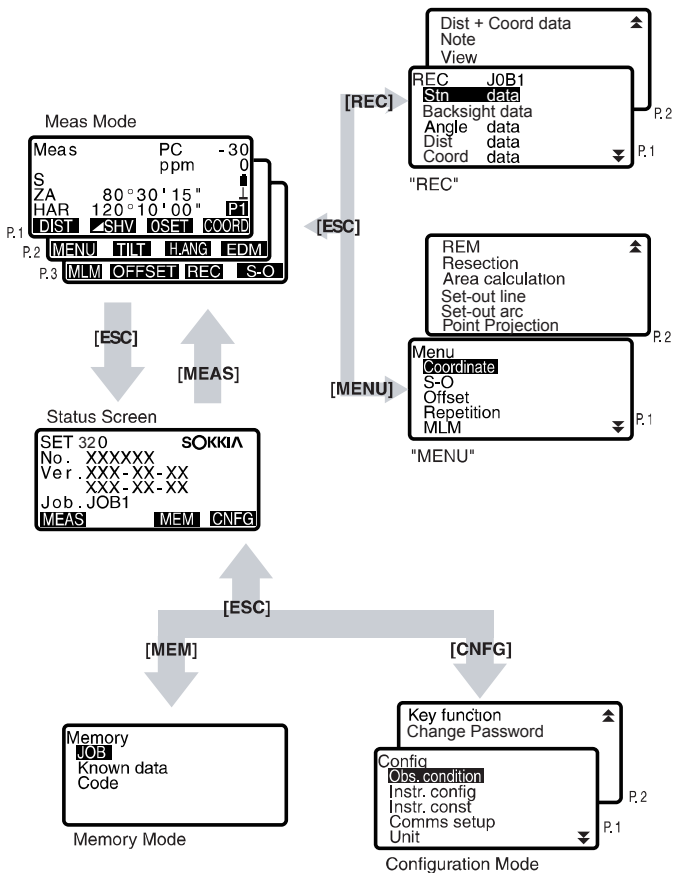 Dist + Coord data
Note
View
REC J0B1
Stn data
Backsight data
Angle data
Dist data
Coord data
P.2
P.1
"REC"
[REC]
Meas Mode
Meas PC -30
ppm 0
S
ZA 80°30'15"
HAR 120°10'00" P1
P.1 DIST ◢SHV 0SET COORD
P.2 MENU TILT H.ANG EDM
P.3 MLM OFFSET REC S-O
[ESC]
REM
Resection
Area calculation
Set-out line
Set-out arc
Point Projection
P.2
Menu
Coordinate
S-O
Offset
Repetition
MLM
P.1
"MENU"
[MENU]
[ESC]
[MEAS]
Status Screen
SET 320 SOKKIA
No. XXXXXX
Ver.XXX-XX-XX
XXX-XX-XX
Job.JOB1
MEAS MEM CNFG
[ESC]
[MEM]
[CNFG]
Memory
JOB
Known data
Code
Memory Mode
Key function
Change Password
P.2
Config
Obs. condition
Instr. config
Instr. const
Comms setup
Unit
P.1
Configuration Mode